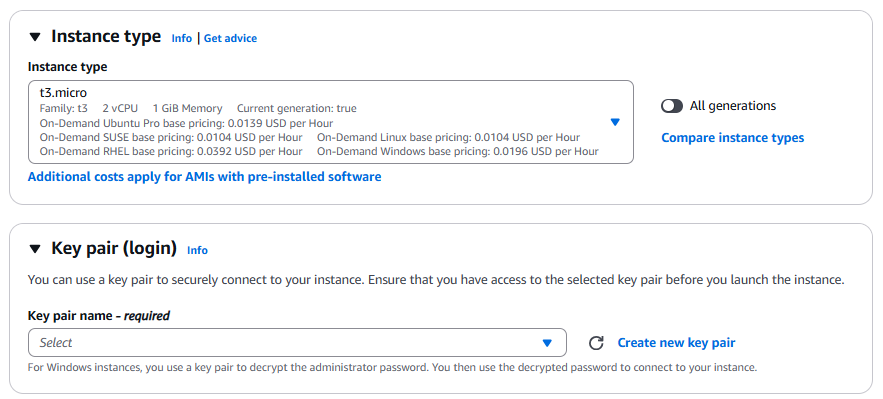 Instance type Info | Get advice
Instance type
t3.micro
Family: t3 2 vCPU 1 GiB Memory Current generation: true
On-Demand Ubuntu Pro base pricing: 0.0139 USD per Hour
On-Demand SUSE base pricing: 0.0104 USD per Hour On-Demand Linux base pricing: 0.0104 USD per Hour
On-Demand RHEL base pricing: 0.0392 USD per Hour On-Demand Windows base pricing: 0.0196 USD per Hour
All generations
Compare instance types
Additional costs apply for AMIs with pre-installed software
Key pair (login) Info
You can use a key pair to securely connect to your instance. Ensure that you have access to the selected key pair before you launch the instance.
Key pair name - required
Select
Create new key pair
For Windows instances, you use a key pair to decrypt the administrator password. You then use the decrypted password to connect to your instance.